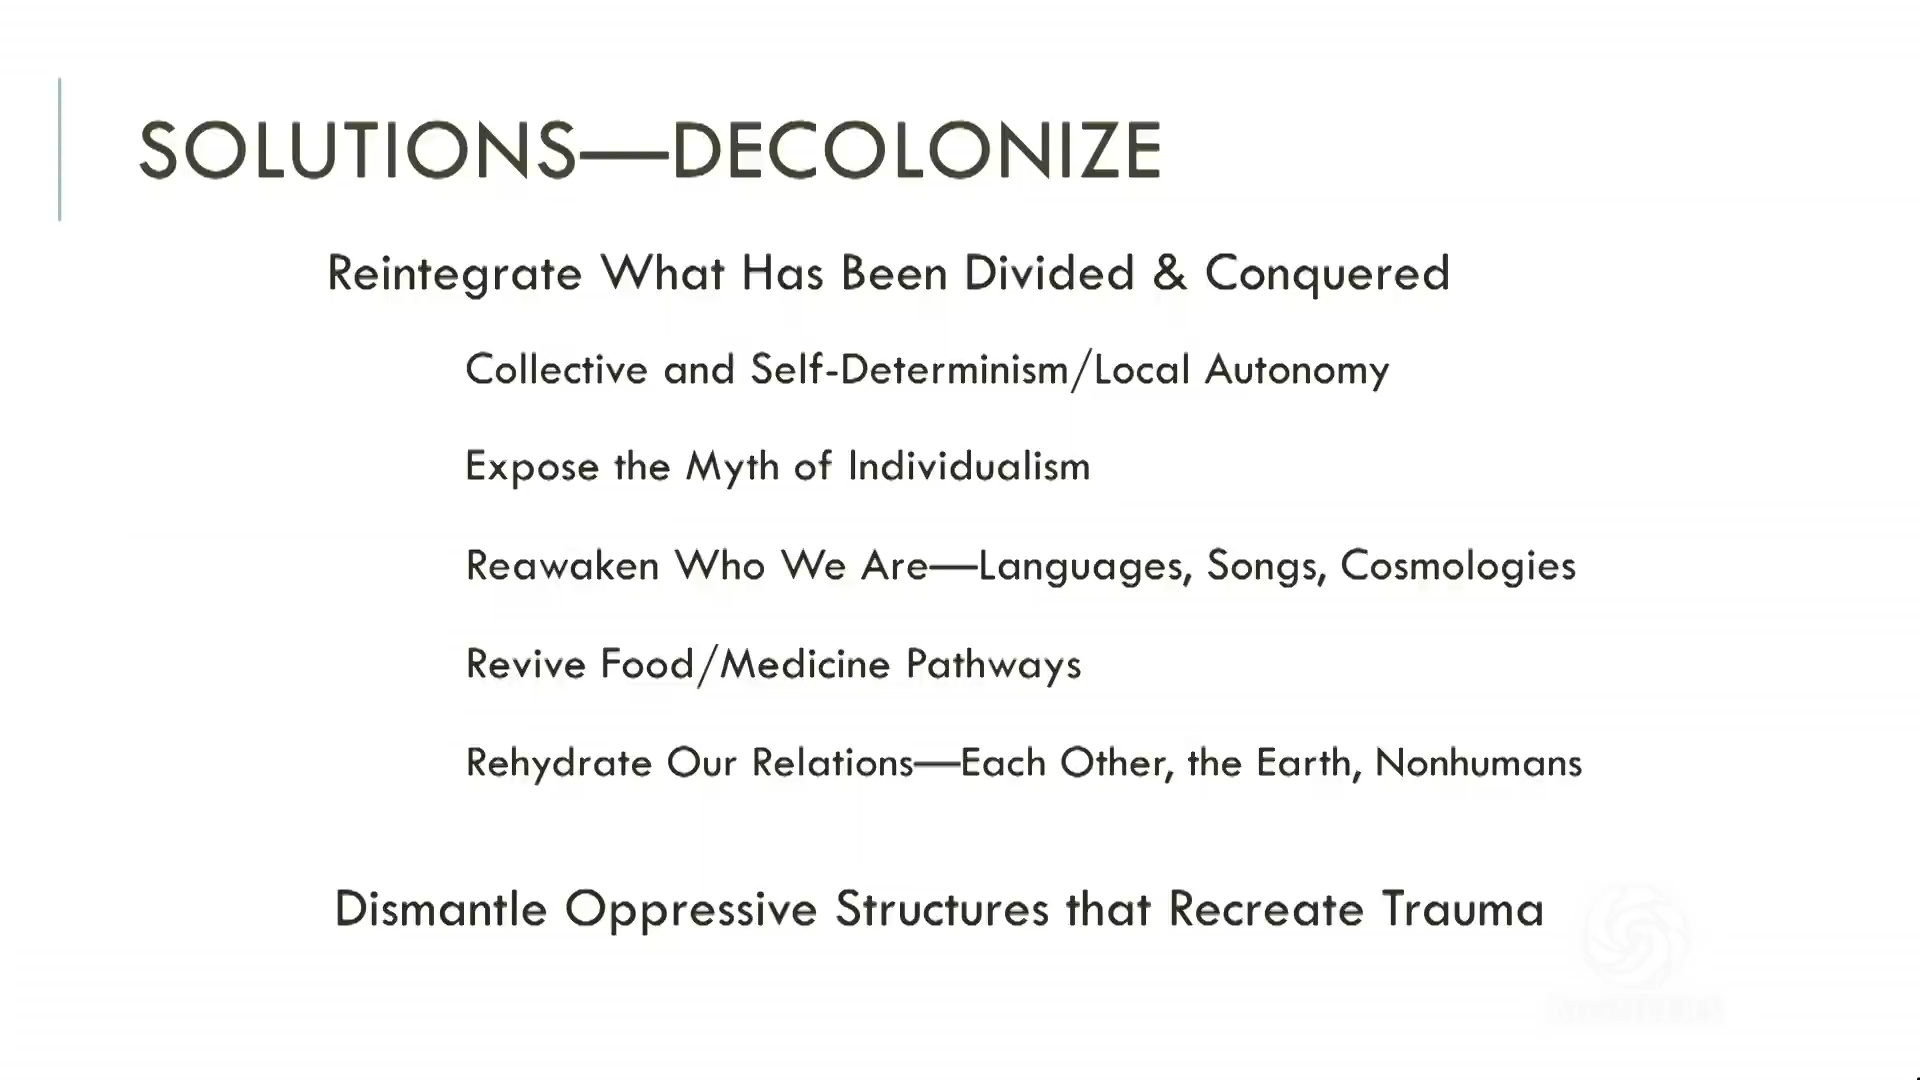 SOLUTIONS—DECOLONIZE
Reintegrate What Has Been Divided & Conquered
Collective and Self-Determinism/Local Autonomy
Expose the Myth of Individualism
Reawaken Who We Are—Languages, Songs, Cosmologies
Revive Food/Medicine Pathways
Rehydrate Our Relations—Each Other, the Earth, Nonhumans
Dismantle Oppressive Structures that Recreate Trauma